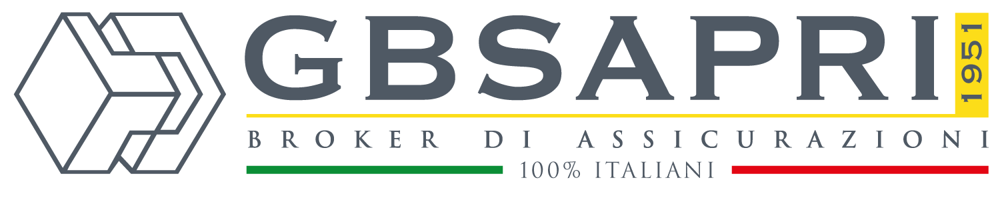 GBSAPRI
1951
BROKER DI ASSICURAZIONI
100% ITALIANI